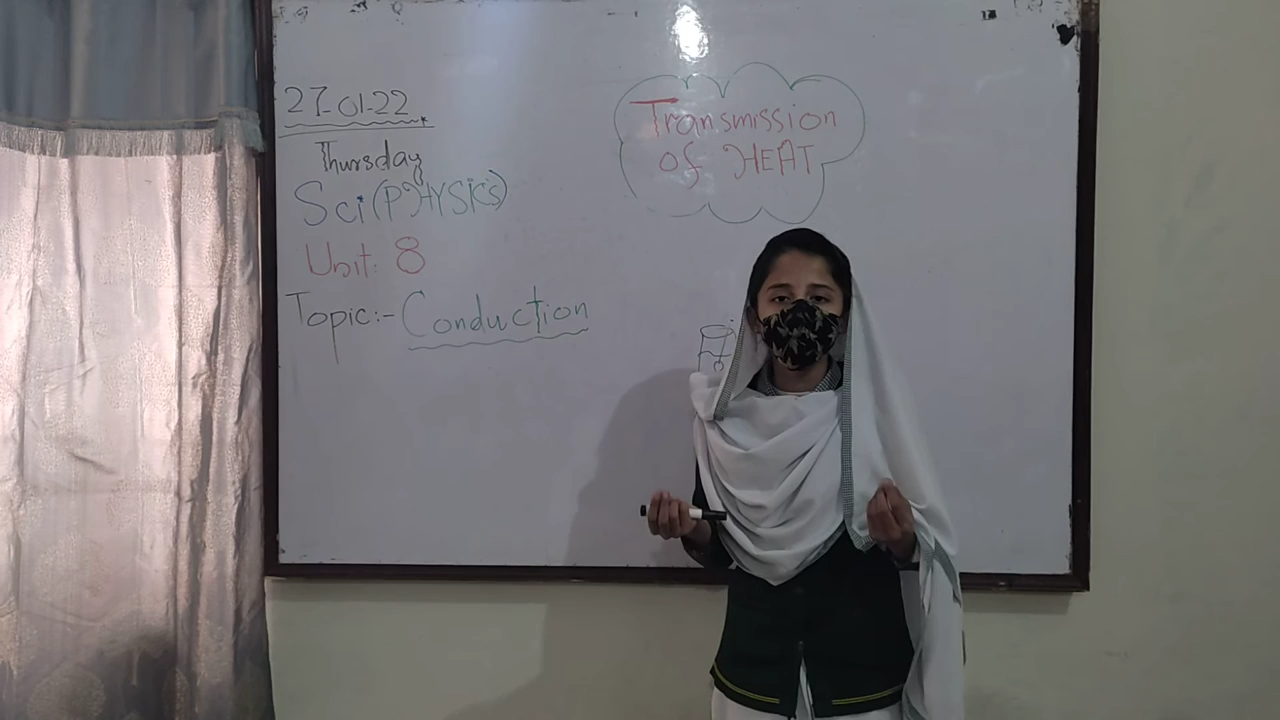 27-01-22
Thursday
Sci (PHYSICS)
Unit: 8
Topic:- Conduction
Transmission
of HEAT